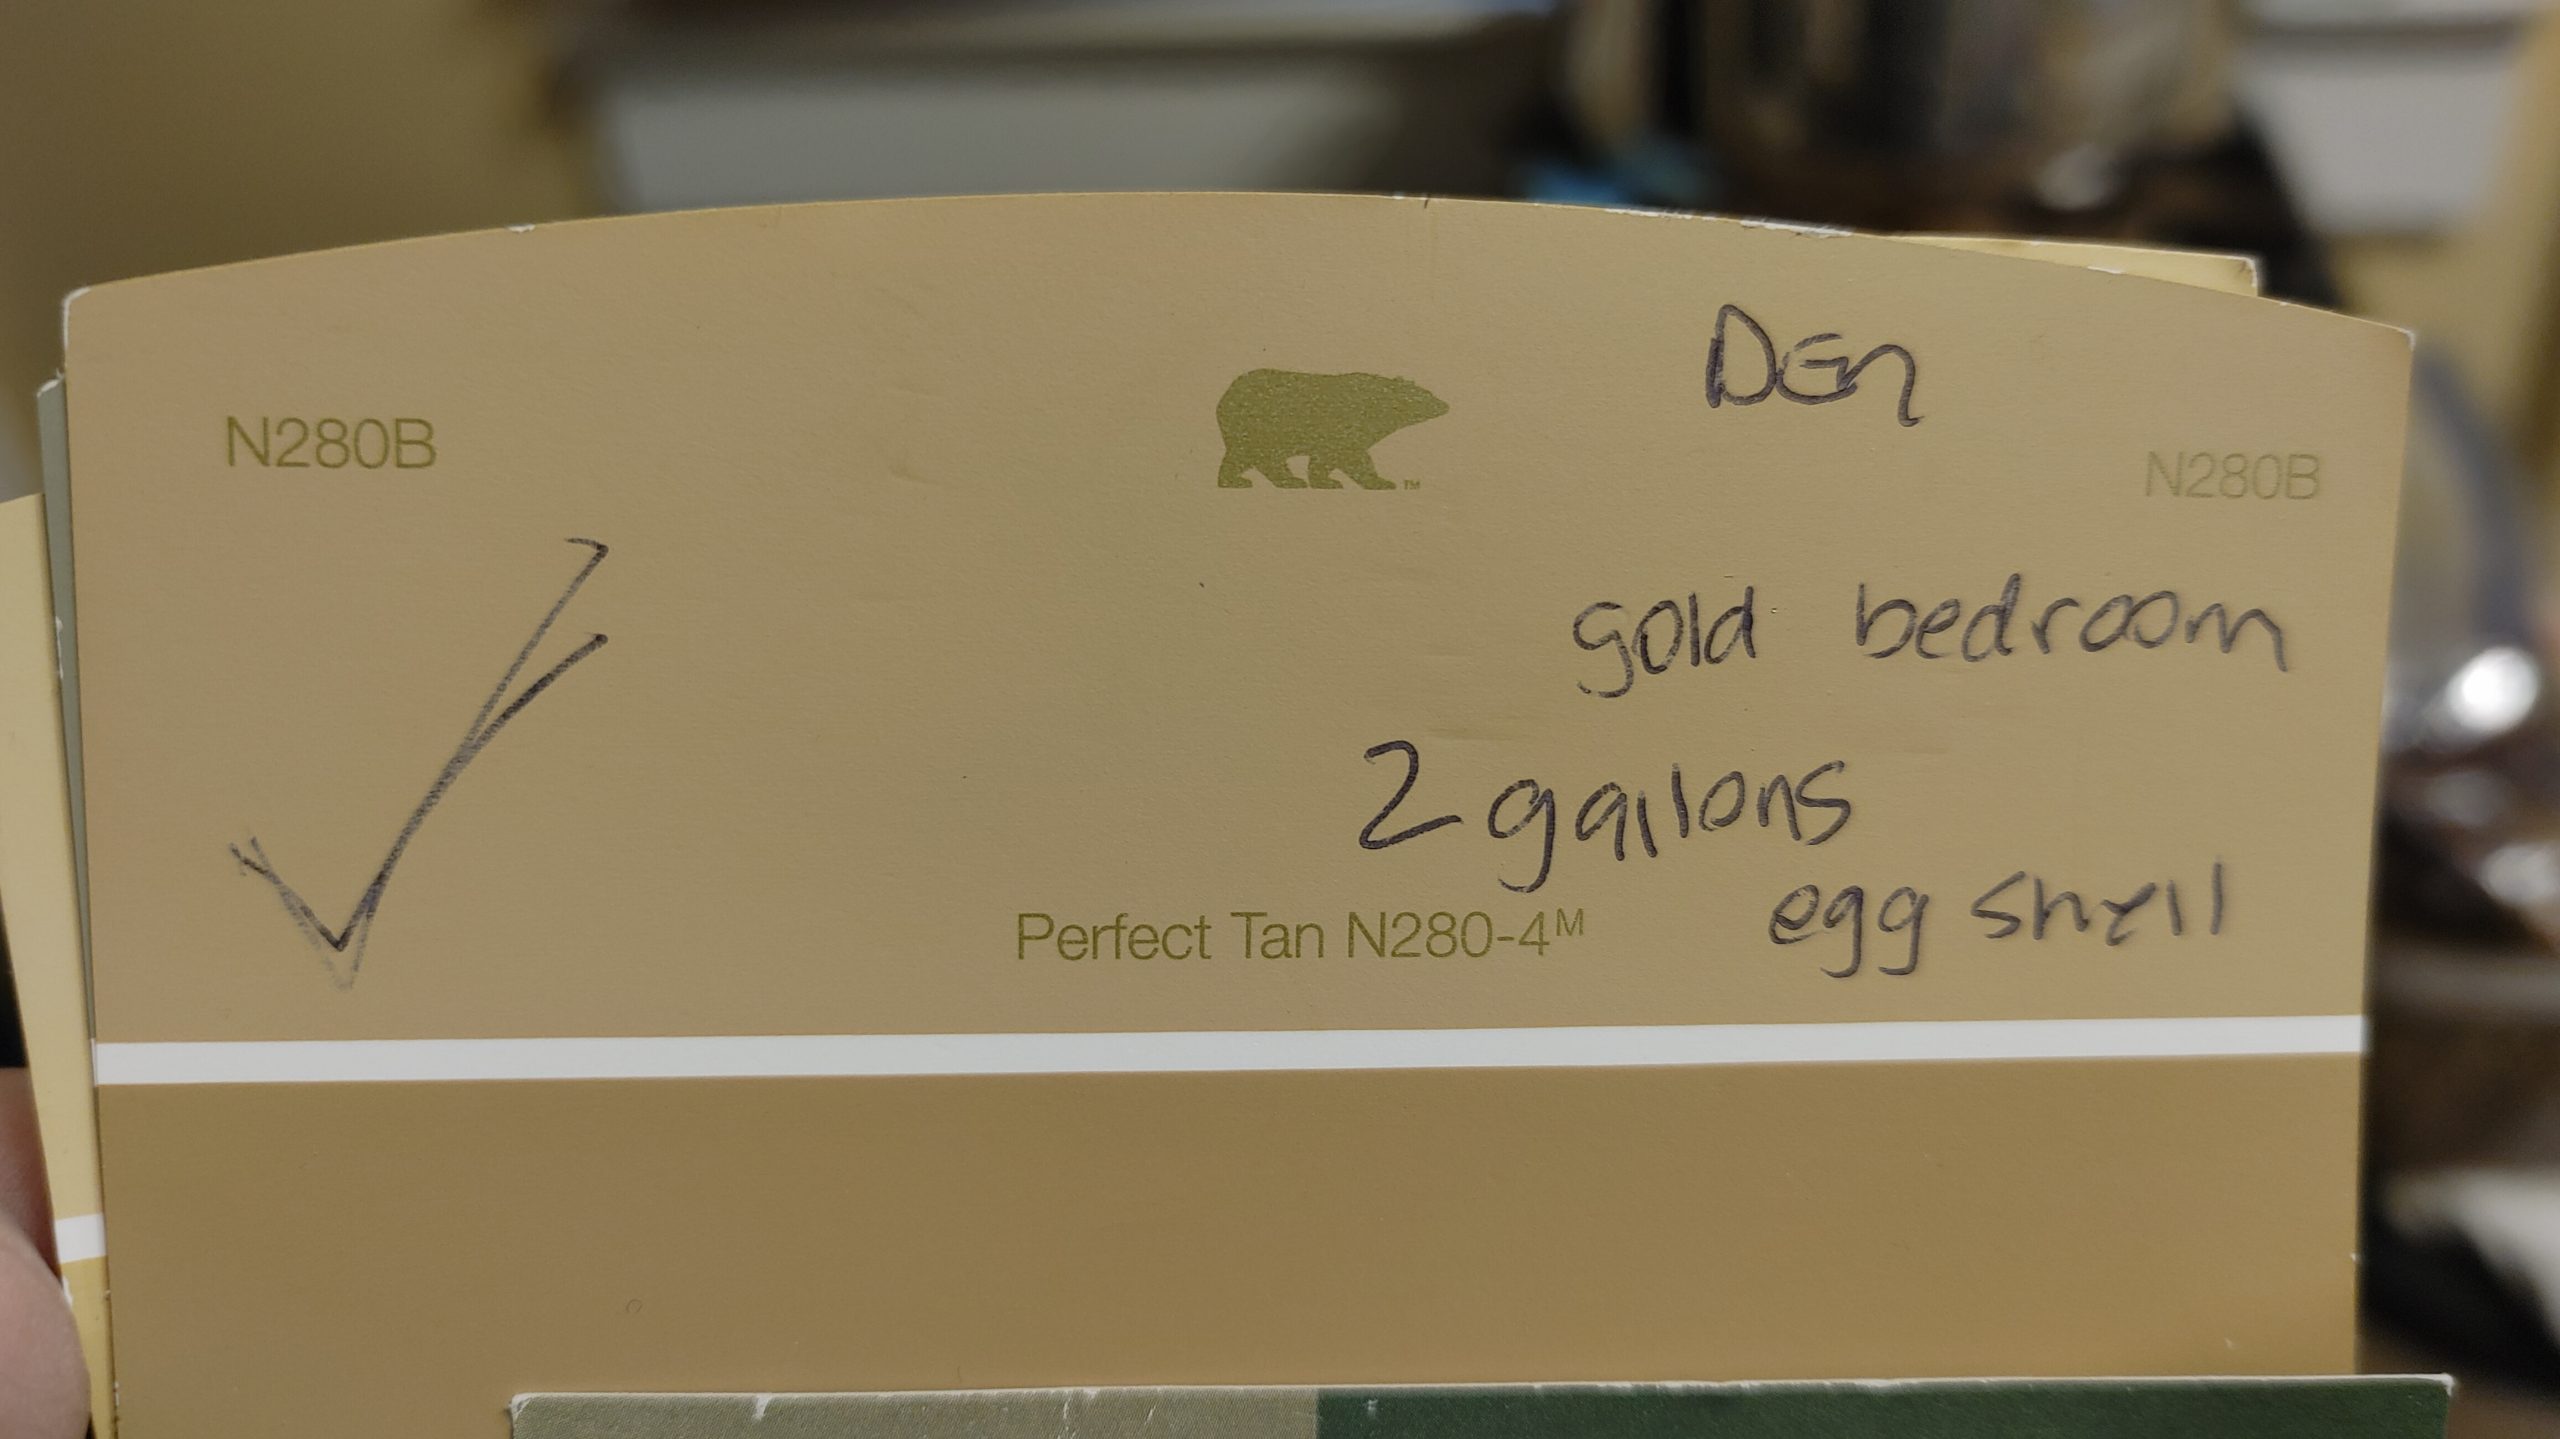 DEn
N280B
N280B
gold bedroom
2 gallons
egg shell
Perfect Tan N280-4ᴹ